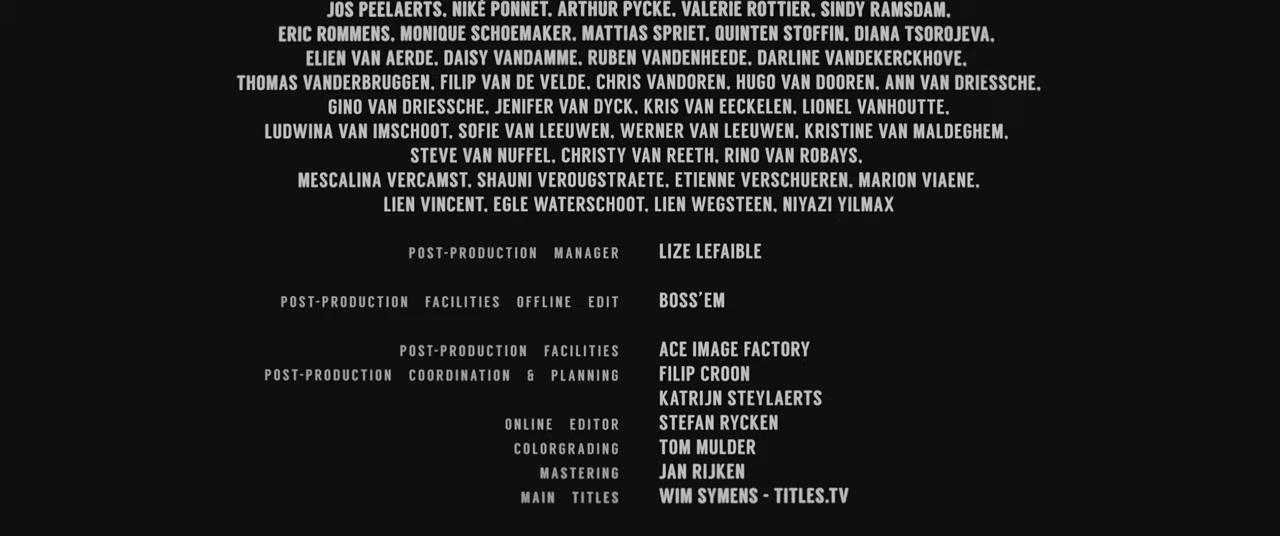 JOS PEELAERTS, NIKÉ PONNET, ARTHUR PYCKE, VALERIE ROTTIER, SINDY RAMSDAM,
ERIC ROMMENS, MONIQUE SCHOEMAKER, MATTIAS SPRIET, QUINTEN STOFFIN, DIANA TSOROJEVA,
ELIEN VAN AERDE, DAISY VANDAMME, RUBEN VANDENHEEDE, DARLINE VANDEKERCKHOVE,
THOMAS VANDERBRUGGEN, FILIP VAN DE VELDE, CHRIS VANDOREN, HUGO VAN DOOREN, ANN VAN DRIESSCHE,
GINO VAN DRIESSCHE, JENIFER VAN DYCK, KRIS VAN EECKELEN, LIONEL VANHOUTTE,
LUDWINA VAN IMSCHOOT, SOFIE VAN LEEUWEN, WERNER VAN LEEUWEN, KRISTINE VAN MALDEGHEM,
STEVE VAN NUFFEL, CHRISTY VAN REETH, RINO VAN ROBAYS,
MESCALINA VERCAMST, SHAUNI VEROUGSTRAETE, ETIENNE VERSCHUEREN, MARION VIAENE,
LIEN VINCENT, EGLE WATERSCHOOT, LIEN WEGSTEEN, NIYAZI YILMAX
POST-PRODUCTION MANAGER LIZE LEFAIBLE
POST-PRODUCTION FACILITIES OFFLINE EDIT BOSS'EM
POST-PRODUCTION FACILITIES ACE IMAGE FACTORY
POST-PRODUCTION COORDINATION & PLANNING FILIP CROON
KATRIJN STEYLAERTS
ONLINE EDITOR STEFAN RYCKEN
COLORGRADING TOM MULDER
MASTERING JAN RIJKEN
MAIN TITLES WIM SYMENS - TITLES.TV